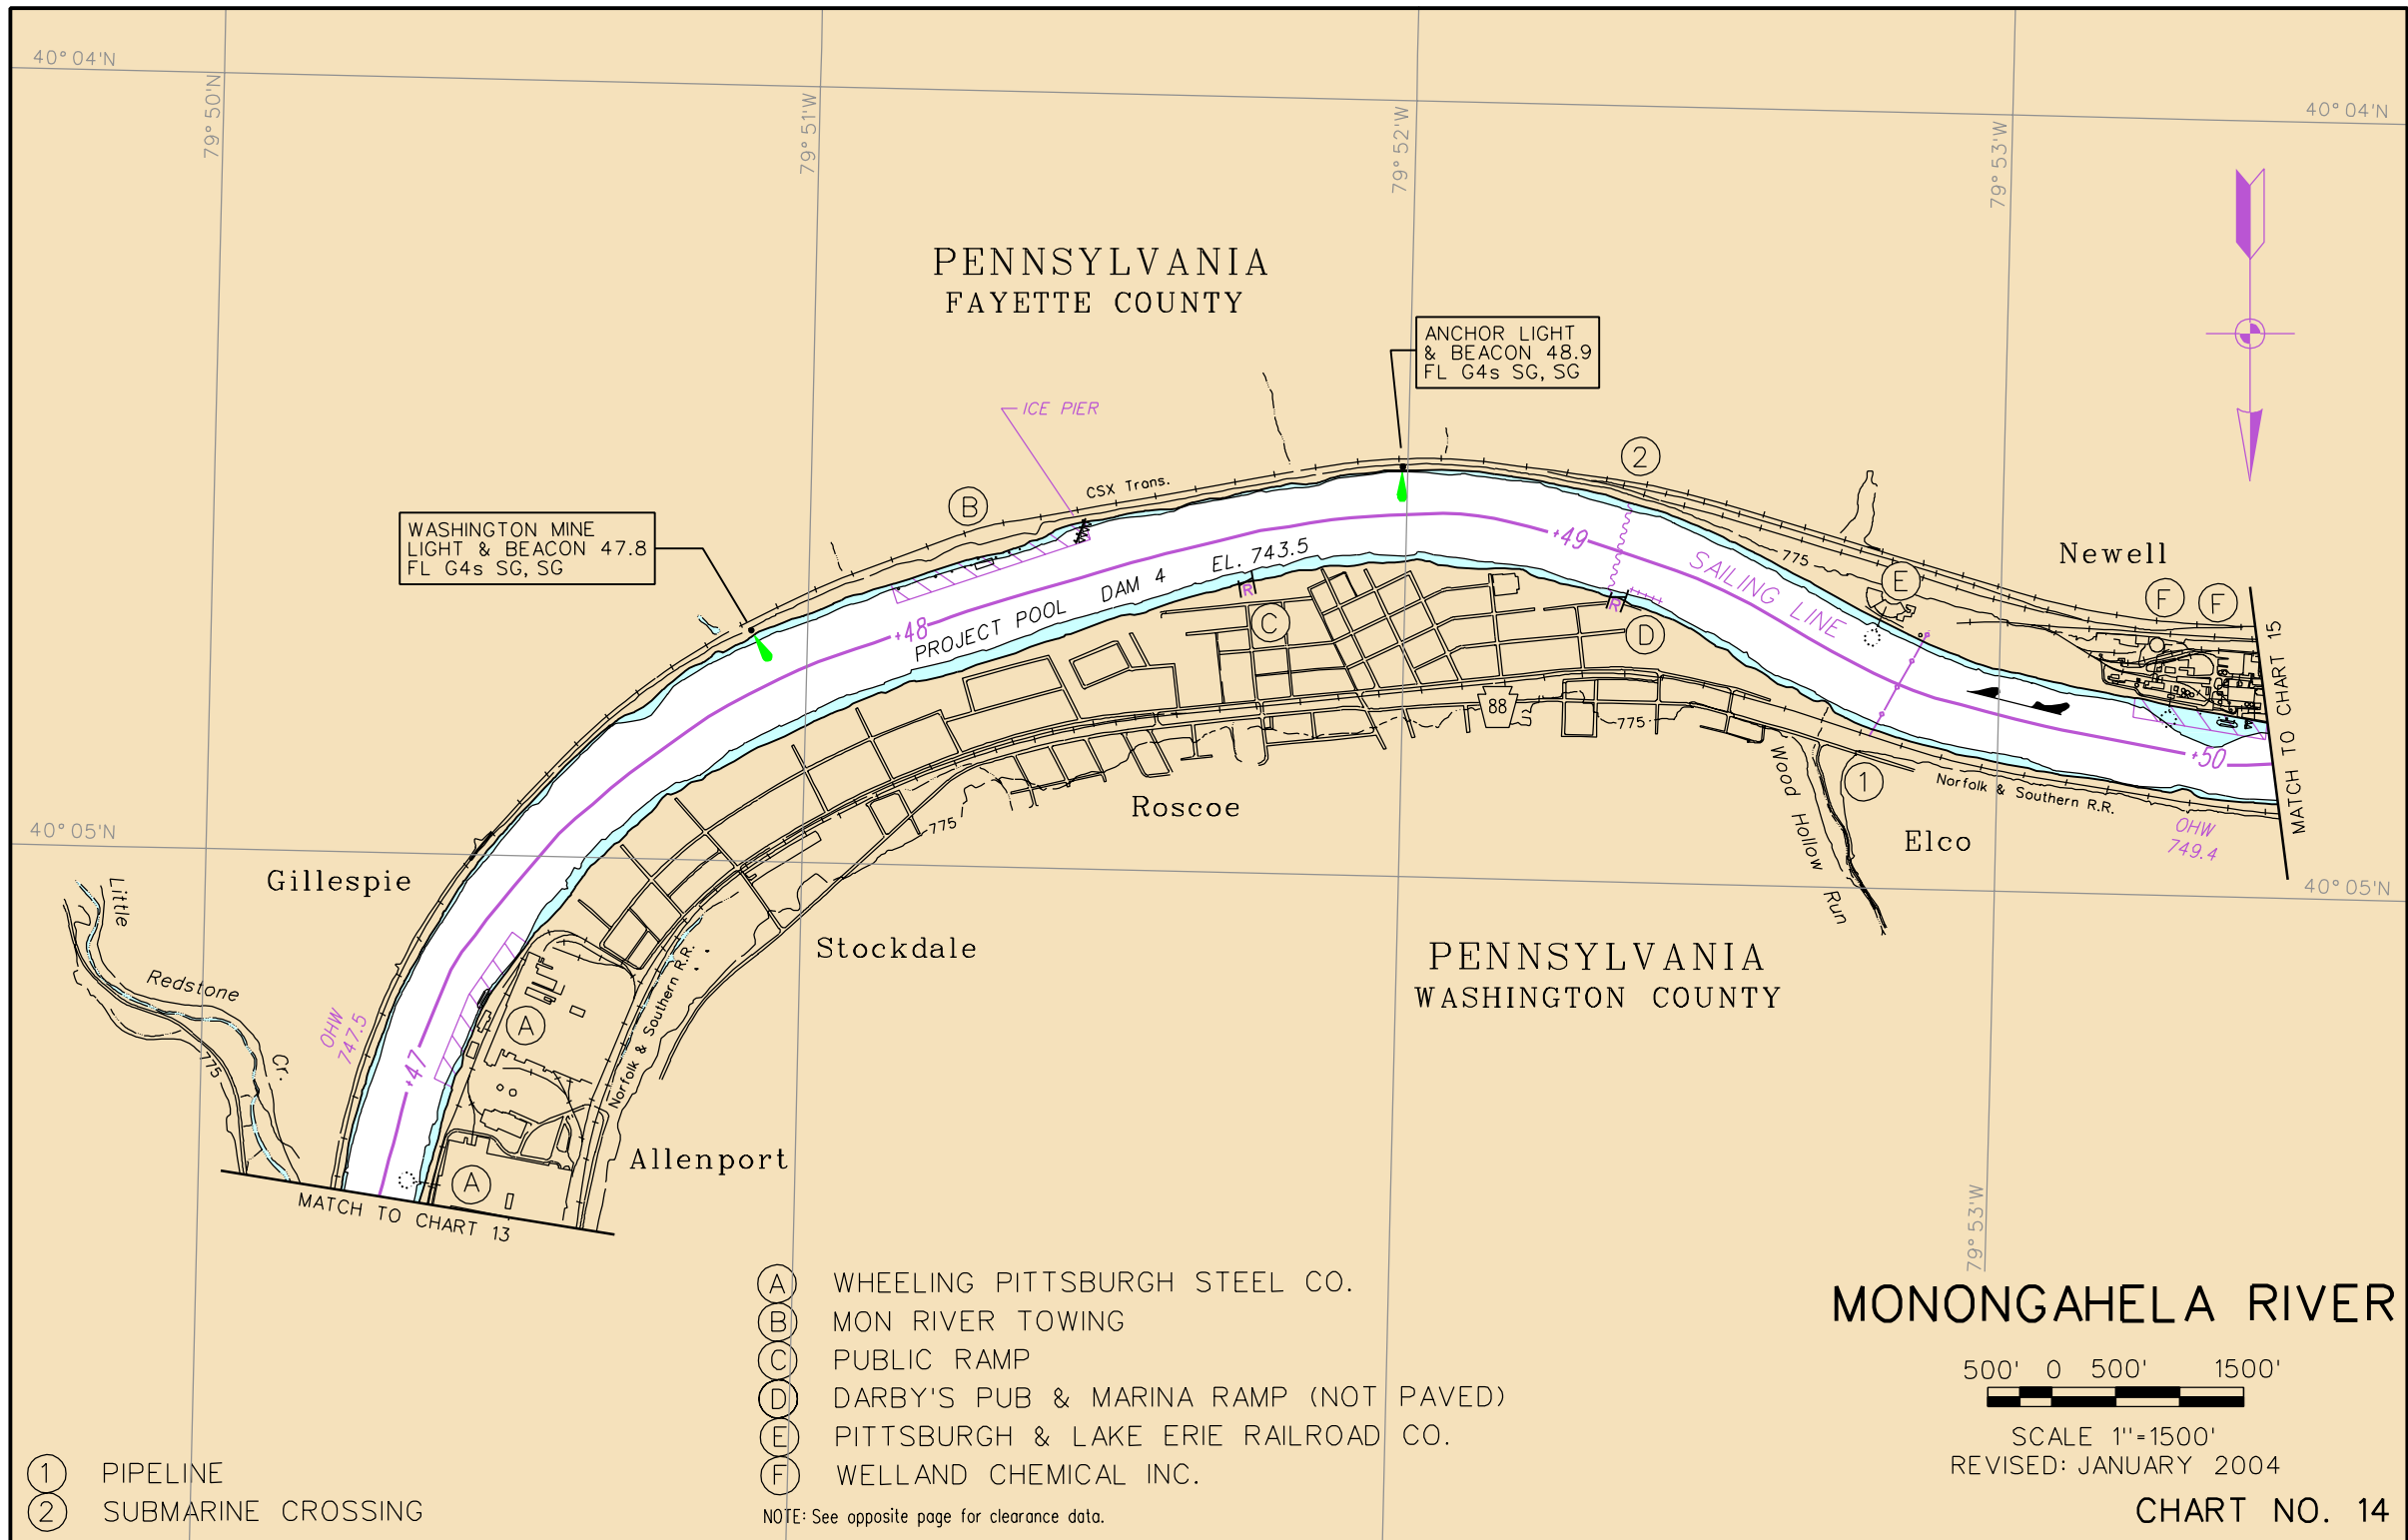 40° 04'N
79° 50'N
79° 51'W
79° 52'W
79° 53'W
40° 04'N
PENNSYLVANIA
FAYETTE COUNTY
ANCHOR LIGHT
& BEACON 48.9
FL G4s SG, SG
ICE PIER
CSX Trans.
2
B
WASHINGTON MINE
LIGHT & BEACON 47.8
FL G4s SG, SG
+49
775
Newell
SAILING LINE
E
F
F
EL. 743.5
PROJECT POOL DAM 4
+48
R
C
R
D
88
775
+50
MATCH TO CHART 15
1
Norfolk & Southern R.R.
Wood Hollow Run
Elco
OHW
749.4
Roscoe
775
40° 05'N
40° 05'N
Gillespie
Little
Redstone
Cr.
775
Stockdale
PENNSYLVANIA
WASHINGTON COUNTY
OHW
747.5
+47
A
Norfolk & Southern R.R.
Allenport
A
MATCH TO CHART 13
79° 53'W
A WHEELING PITTSBURGH STEEL CO.
B MON RIVER TOWING
C PUBLIC RAMP
D DARBY'S PUB & MARINA RAMP (NOT PAVED)
E PITTSBURGH & LAKE ERIE RAILROAD CO.
F WELLAND CHEMICAL INC.
NOTE: See opposite page for clearance data.
1 PIPELINE
2 SUBMARINE CROSSING
MONONGAHELA RIVER
500' 0 500' 1500'
SCALE 1"=1500'
REVISED: JANUARY 2004
CHART NO. 14